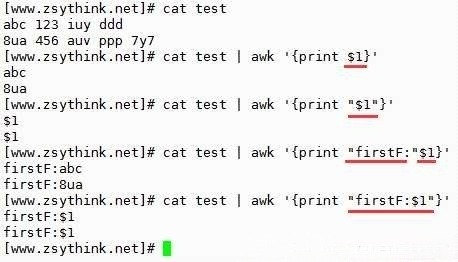 [www.zsythink.net]# cat test
abc 123 iuy ddd
8ua 456 auv ppp 7y7
[www.zsythink.net]# cat test | awk '{print $1}'
abc
8ua
[www.zsythink.net]# cat test | awk '{print "$1"}'
$1
$1
[www.zsythink.net]# cat test | awk '{print "firstF:"$1}'
firstF:abc
firstF:8ua
[www.zsythink.net]# cat test | awk '{print "firstF:$1"}'
firstF:$1
firstF:$1
[www.zsythink.net]#